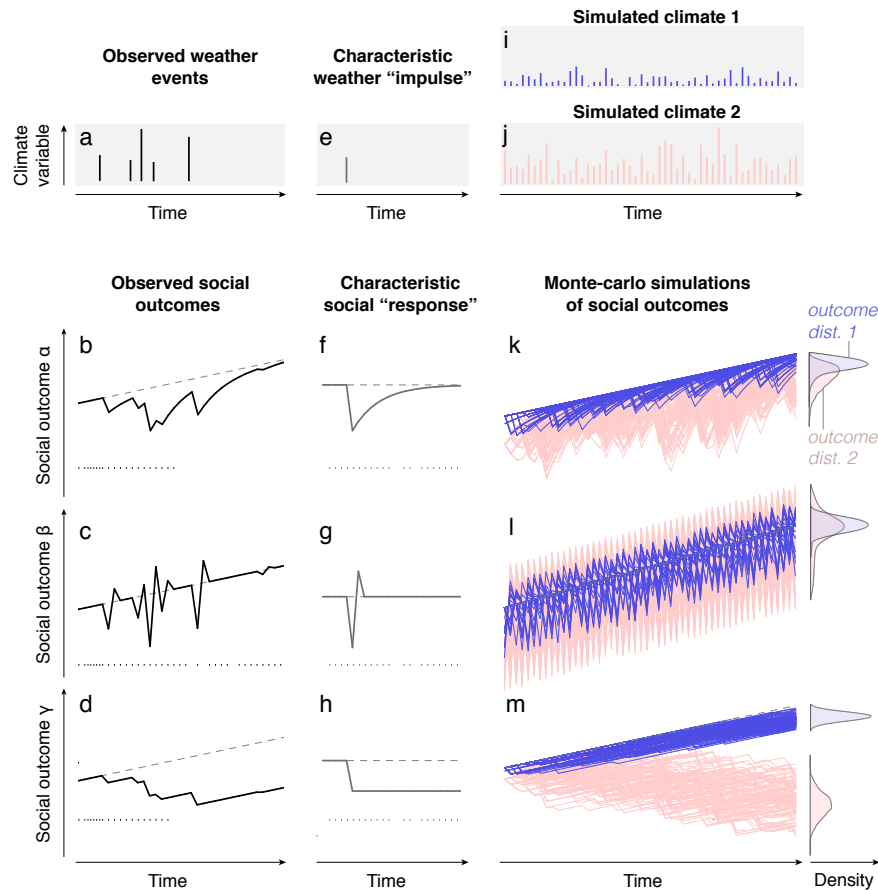 Simulated climate 1
i
Observed weather
events
Characteristic
weather “impulse”
Simulated climate 2
Climate
variable
a
e
j
Time
Time
Time
Observed social
outcomes
Characteristic
social “response”
Monte-carlo simulations
of social outcomes
outcome
dist. 1
Social outcome α
b
f
k
outcome
dist. 2
Social outcome β
c
g
l
Social outcome γ
d
h
m
Time
Time
Time
Density